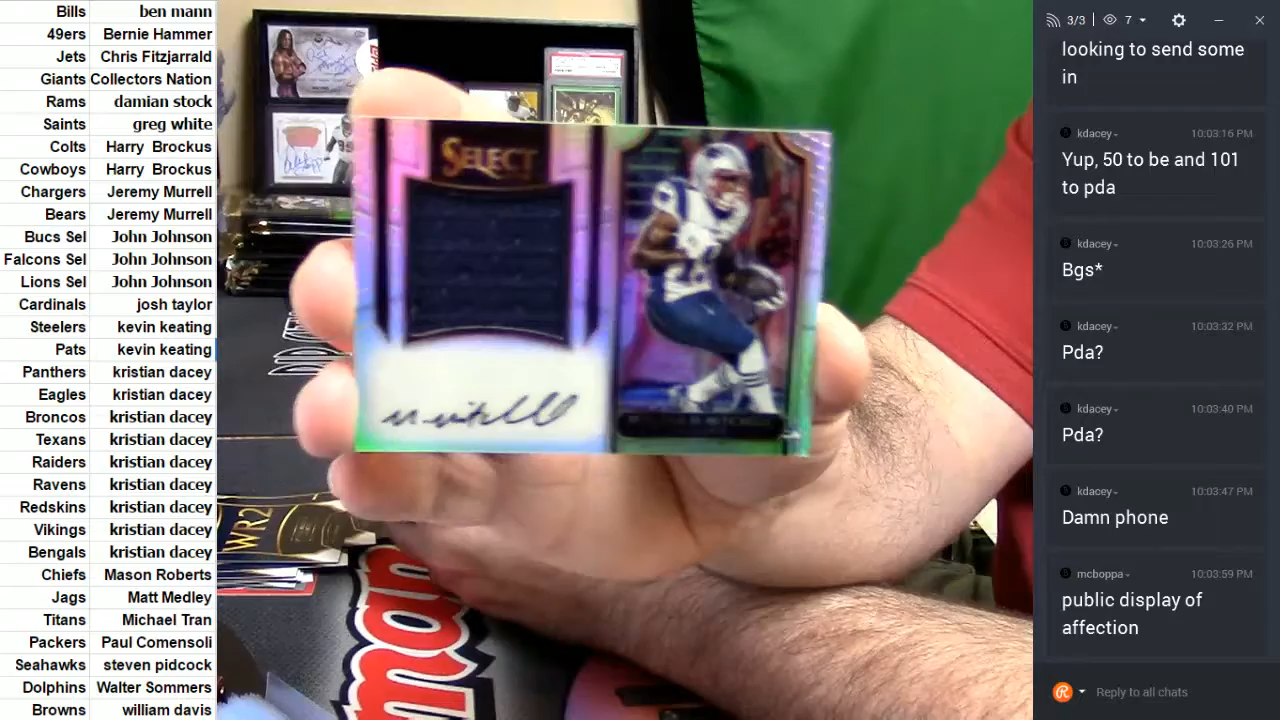 Bills ben mann
49ers Bernie Hammer
Jets Chris Fitzjarrald
Giants Collectors Nation
Rams damian stock
Saints greg white
Colts Harry Brockus
Cowboys Harry Brockus
Chargers Jeremy Murrell
Bears Jeremy Murrell
Bucs Sel John Johnson
Falcons Sel John Johnson
Lions Sel John Johnson
Cardinals josh taylor
Steelers kevin keating
Pats kevin keating
Panthers kristian dacey
Eagles kristian dacey
Broncos kristian dacey
Texans kristian dacey
Raiders kristian dacey
Ravens kristian dacey
Redskins kristian dacey
Vikings kristian dacey
Bengals kristian dacey
Chiefs Mason Roberts
Jags Matt Medley
Titans Michael Tran
Packers Paul Comensoli
Seahawks steven pidcock
Dolphins Walter Sommers
Browns william davis
SELECT
WR2
3/3 7
looking to send some
in
kdacey 10:03:16 PM
Yup, 50 to be and 101
to pda
kdacey 10:03:26 PM
Bgs*
kdacey 10:03:32 PM
Pda?
kdacey 10:03:40 PM
Pda?
kdacey 10:03:47 PM
Damn phone
mcboppa 10:03:59 PM
public display of
affection
Reply to all chats